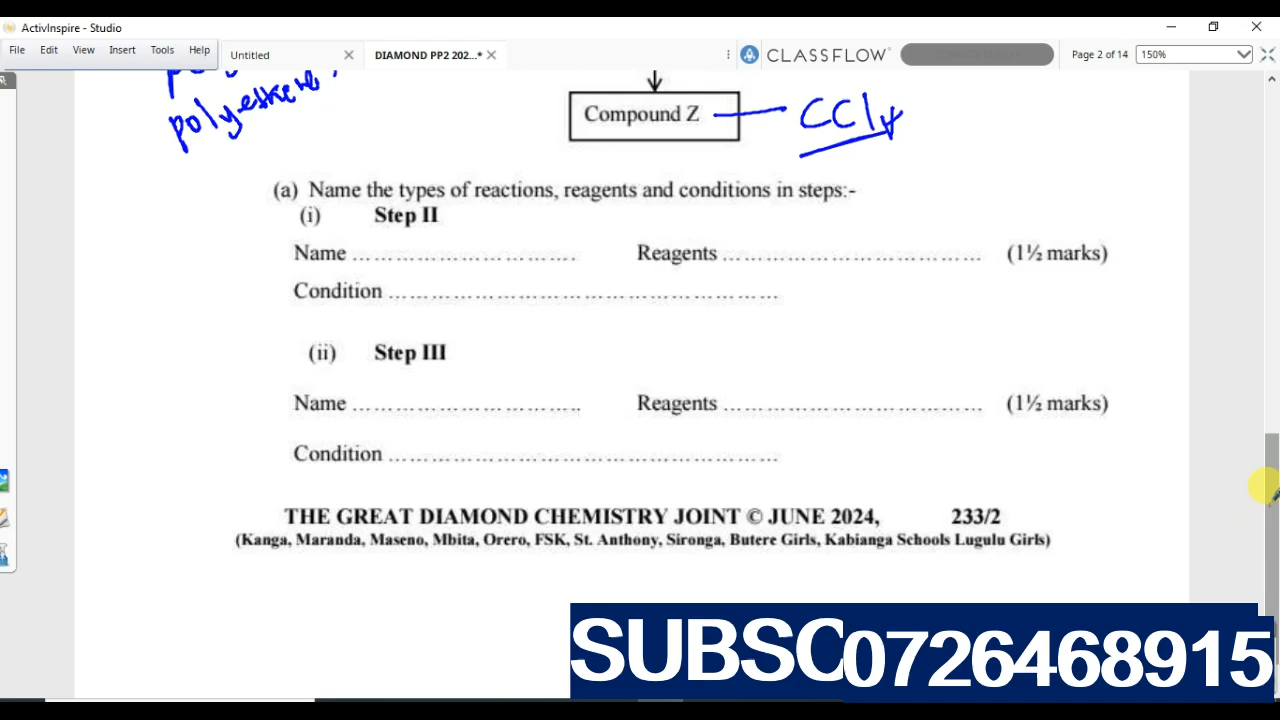 ActivInspire - Studio
File Edit View Insert Tools Help
Untitled
DIAMOND PP2 202...*
CLASSFLOW
Page 2 of 14
150%
polyethene
Compound Z
CCl4
(a) Name the types of reactions, reagents and conditions in steps:-
(i) Step II
Name ………………………… Reagents ……………………………… (1½ marks)
Condition ………………………………………………
(ii) Step III
Name ………………………….. Reagents ……………………………… (1½ marks)
Condition ………………………………………………
THE GREAT DIAMOND CHEMISTRY JOINT © JUNE 2024, 233/2
(Kanga, Maranda, Maseno, Mbita, Orero, FSK, St. Anthony, Sironga, Butere Girls, Kabianga Schools Lugulu Girls)
SUBSC
0726468915